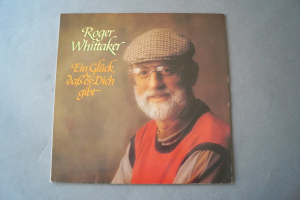 Roger
Whittaker
Ein Glück,
daß es Dich
gibt